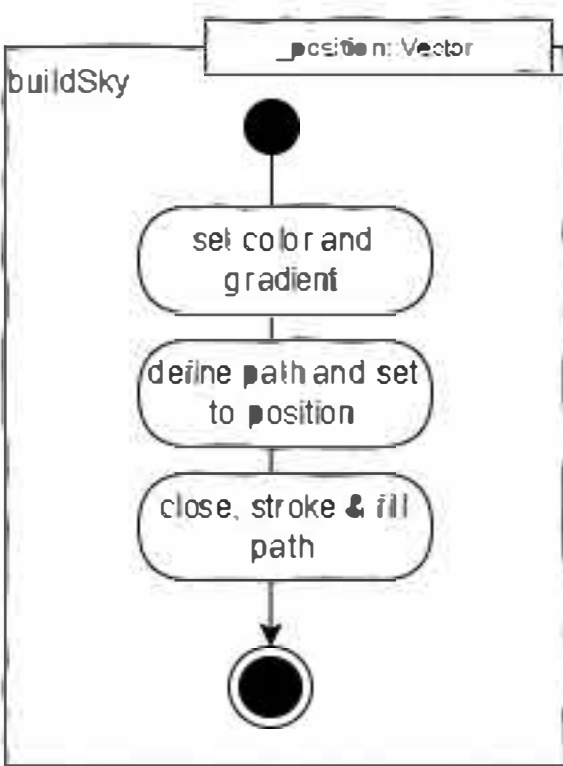 _position: Vector
buildSky
set color and
gradient
define path and set
to position
close, stroke & fill
path